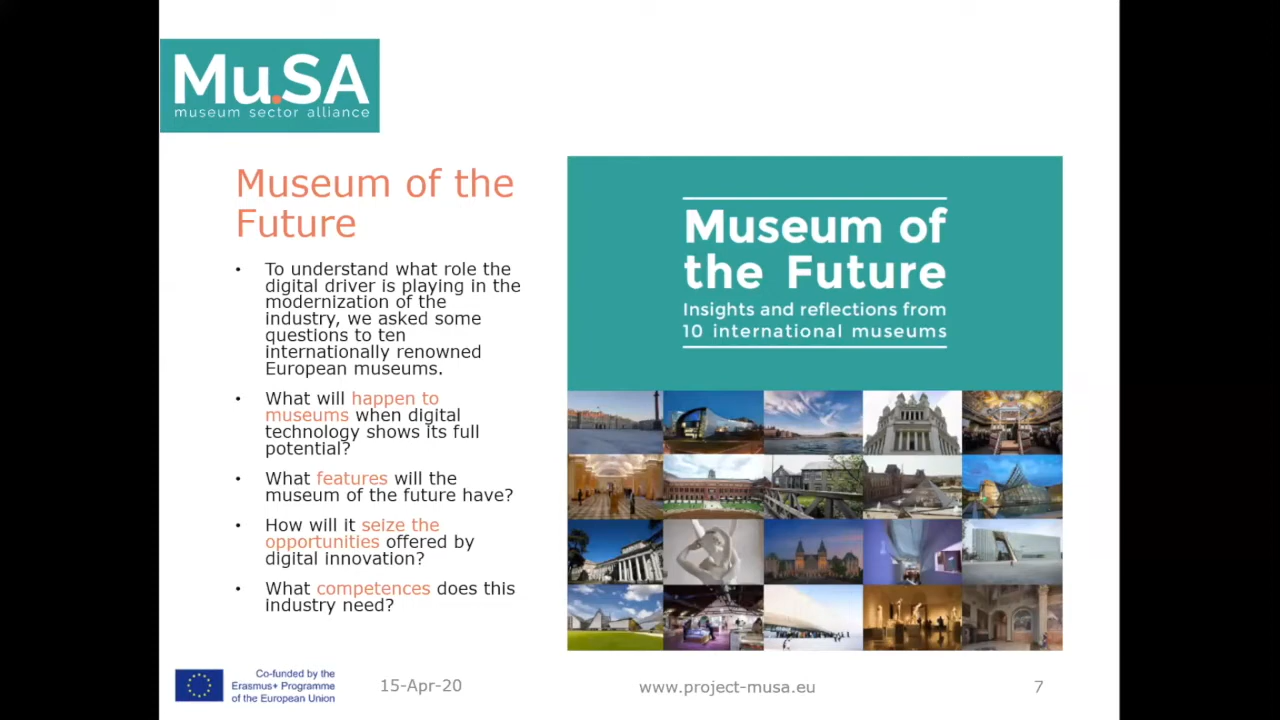 Mu.SA
museum sector alliance
Museum of the
Future
• To understand what role the
digital driver is playing in the
modernization of the
industry, we asked some
questions to ten
internationally renowned
European museums.
• What will happen to
museums when digital
technology shows its full
potential?
• What features will the
museum of the future have?
• How will it seize the
opportunities offered by
digital innovation?
• What competences does this
industry need?
Museum of
the Future
Insights and reflections from
10 international museums
Co-funded by the
Erasmus+ Programme
of the European Union
15-Apr-20
www.project-musa.eu
7